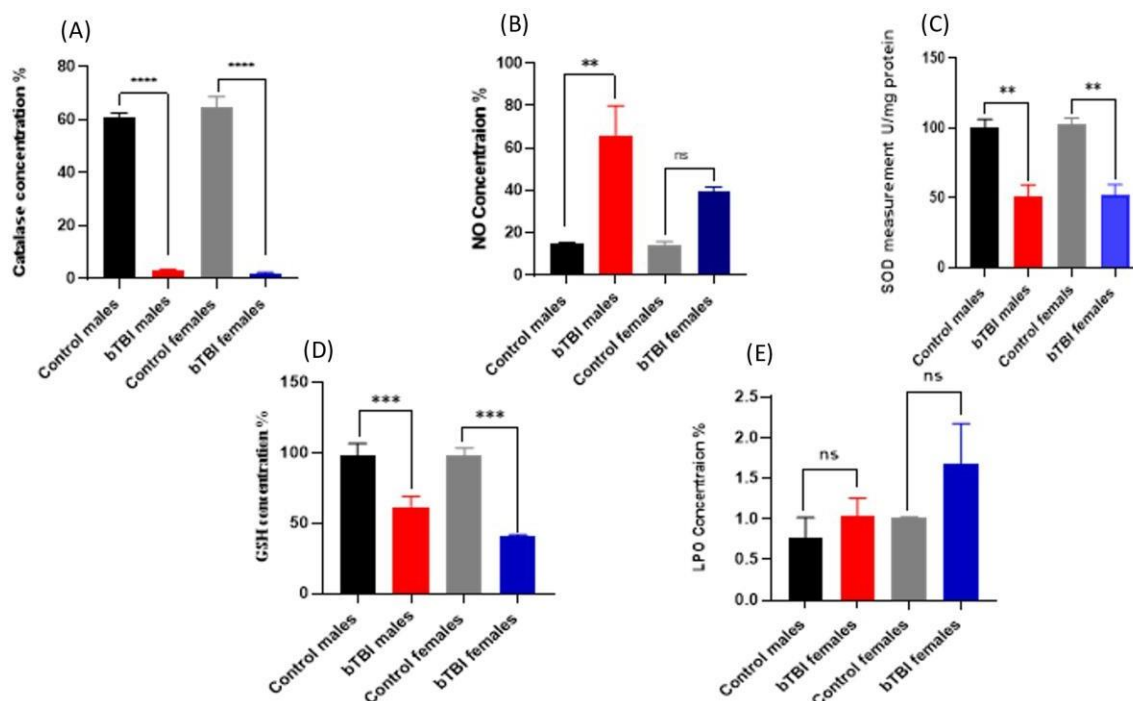 (A)
Catalase concentration %
80
60
40
20
0
****
****
Control males
bTBI males
Control females
bTBI females
(B)
NO Concentraion %
100
80
60
40
20
0
**
ns
Control males
bTBI males
Control females
bTBI females
(C)
SOD measurement U/mg protein
150
100
50
0
**
**
Control males
bTBI males
Control femals
bTBI females
(D)
GSH concentration %
150
100
50
0
***
***
Control males
bTBI males
Control females
bTBI females
(E)
LPO Concentraion %
2.5
2.0
1.5
1.0
0.5
0.0
ns
ns
Control males
bTBI females
Control females
bTBI females